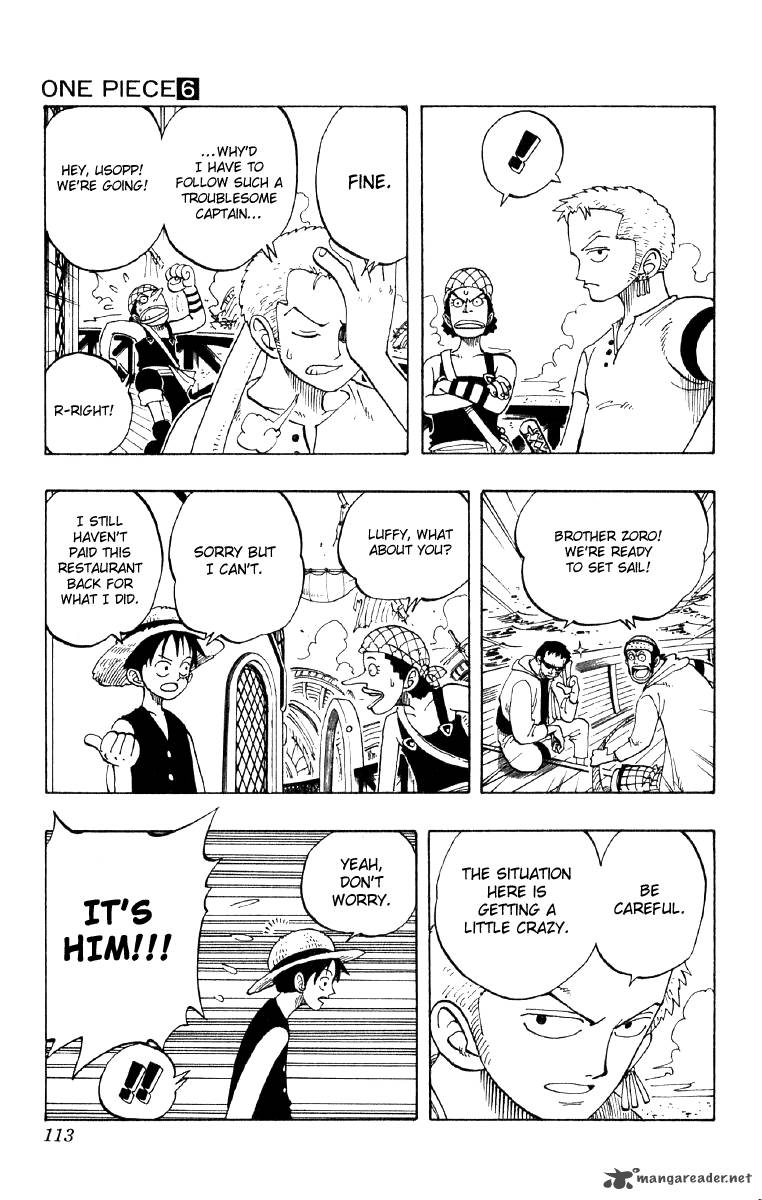 ONE PIECE 6
!
FINE.
...WHY'D
I HAVE TO
FOLLOW SUCH A
TROUBLESOME
CAPTAIN...
HEY, USOPP!
WE'RE GOING!
R-RIGHT!
BROTHER ZORO!
WE'RE READY
TO SET SAIL!
LUFFY, WHAT
ABOUT YOU?
SORRY BUT
I CAN'T.
I STILL
HAVEN'T
PAID THIS
RESTAURANT
BACK FOR
WHAT I DID.
BE
CAREFUL.
THE SITUATION
HERE IS
GETTING A
LITTLE CRAZY.
YEAH,
DON'T
WORRY.
IT'S
HIM!!!
!!
113
mangareader.net